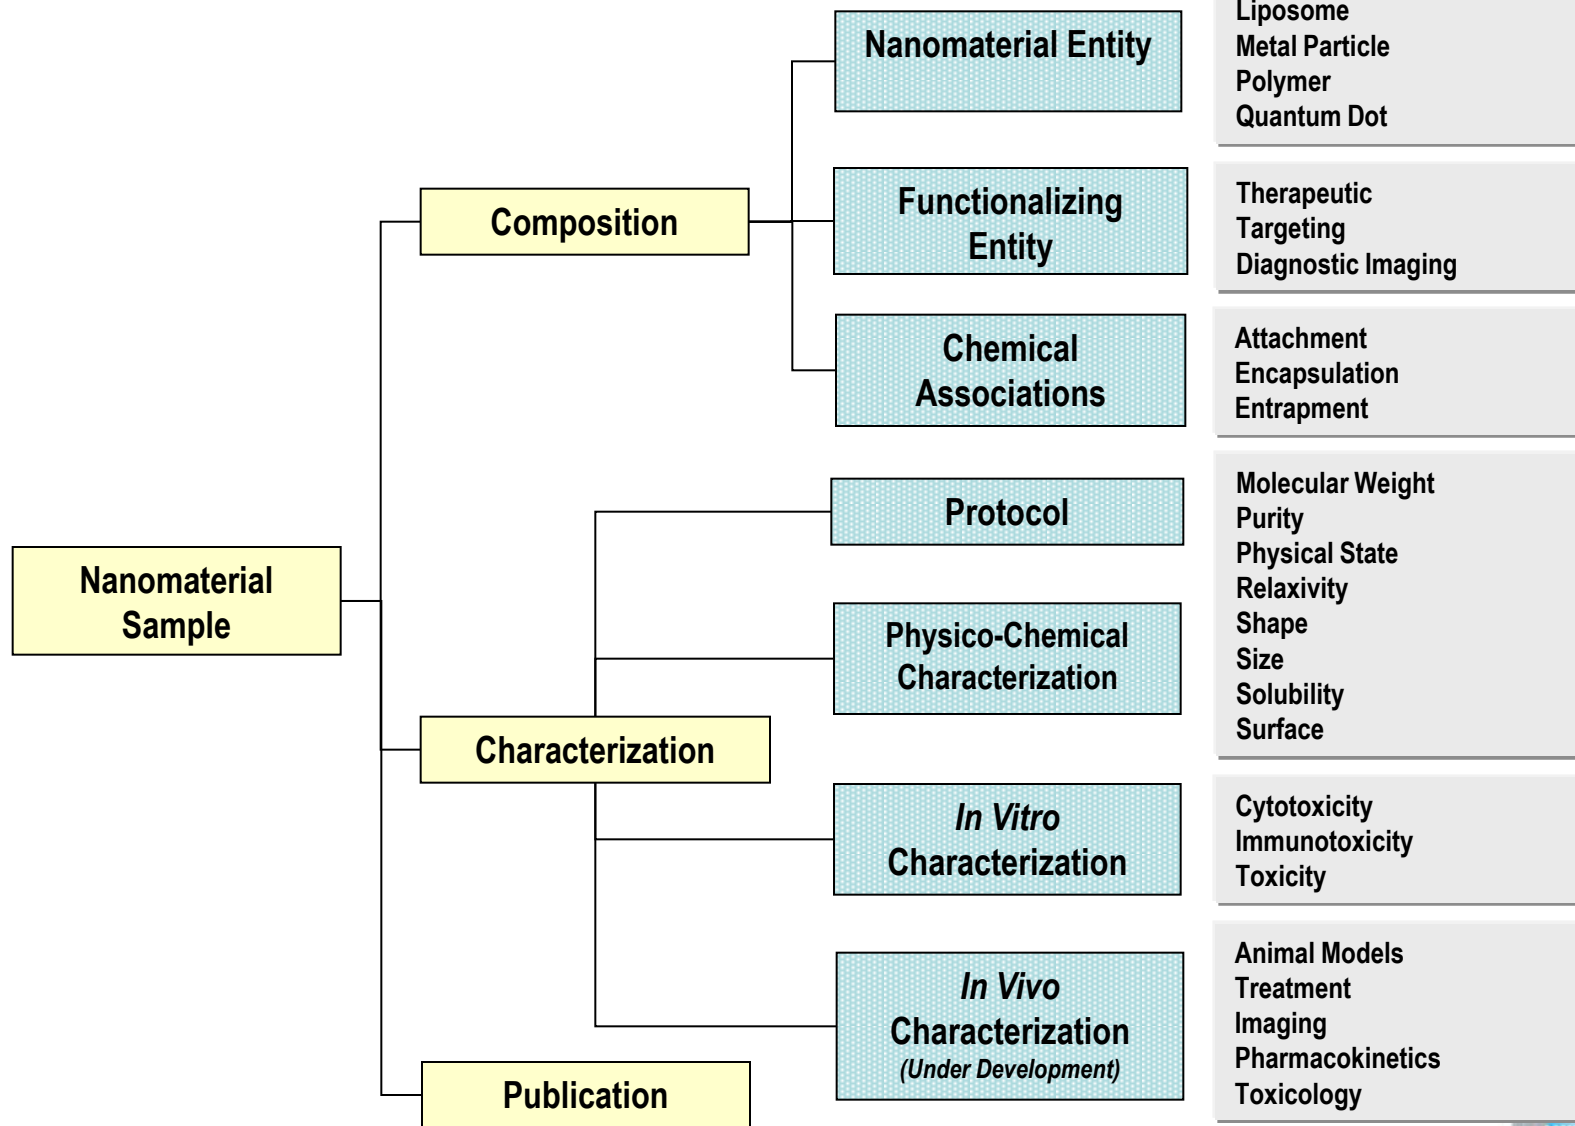 Nanomaterial Entity
Liposome
Metal Particle
Polymer
Quantum Dot
Composition
Functionalizing
Entity
Therapeutic
Targeting
Diagnostic Imaging
Chemical
Associations
Attachment
Encapsulation
Entrapment
Nanomaterial
Sample
Protocol
Physico-Chemical
Characterization
Molecular Weight
Purity
Physical State
Relaxivity
Shape
Size
Solubility
Surface
Characterization
In Vitro
Characterization
Cytotoxicity
Immunotoxicity
Toxicity
In Vivo
Characterization
(Under Development)
Animal Models
Treatment
Imaging
Pharmacokinetics
Toxicology
Publication